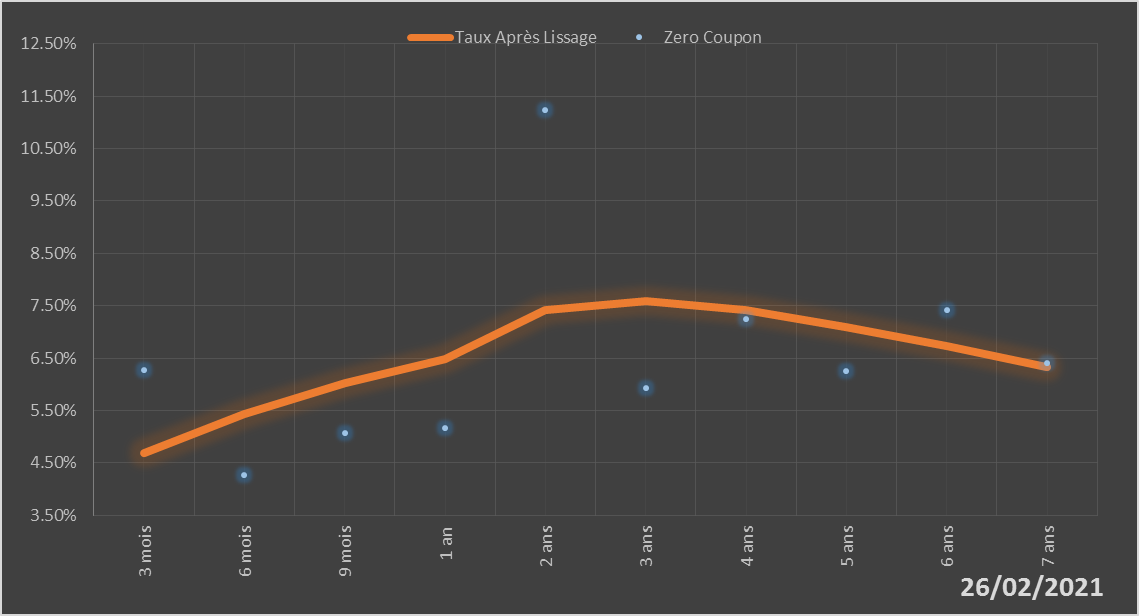 Taux Après Lissage Zero Coupon
12.50%
11.50%
10.50%
9.50%
8.50%
7.50%
6.50%
5.50%
4.50%
3.50%
3 mois
6 mois
9 mois
1 an
2 ans
3 ans
4 ans
5 ans
6 ans
7 ans
26/02/2021